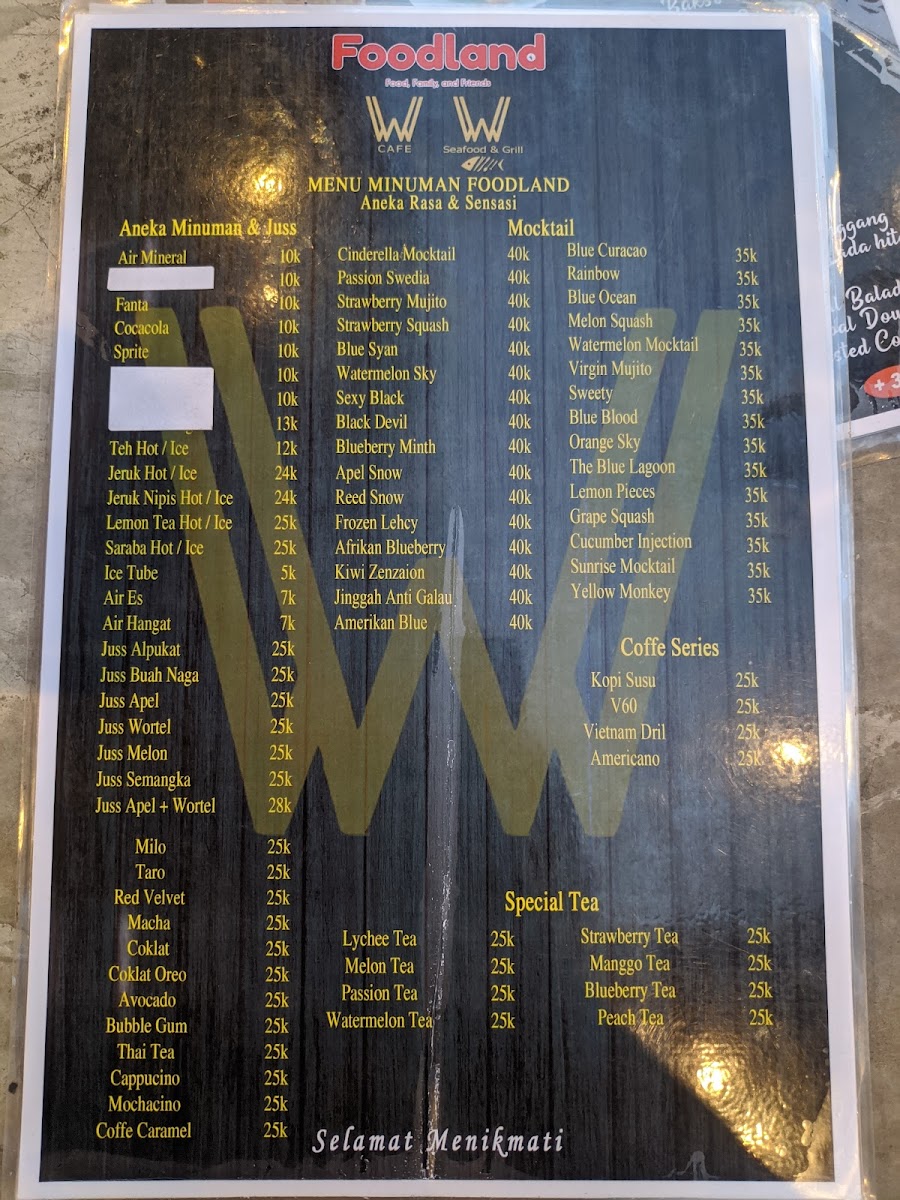 Foodland
Food, Family, and Friends
W W
CAFE Seafood & Grill
MENU MINUMAN FOODLAND
Aneka Rasa & Sensasi
Aneka Minuman & Juss
Air Mineral 10k
10k
Fanta 10k
Cocacola 10k
Sprite 10k
10k
10k
13k
Teh Hot / Ice 12k
Jeruk Hot / Ice 24k
Jeruk Nipis Hot / Ice 24k
Lemon Tea Hot / Ice 25k
Saraba Hot / Ice 25k
Ice Tube 5k
Air Es 7k
Air Hangat 7k
Juss Alpukat 25k
Juss Buah Naga 25k
Juss Apel 25k
Juss Wortel 25k
Juss Melon 25k
Juss Semangka 25k
Juss Apel + Wortel 28k
Milo 25k
Taro 25k
Red Velvet 25k
Macha 25k
Coklat 25k
Coklat Oreo 25k
Avocado 25k
Bubble Gum 25k
Thai Tea 25k
Cappucino 25k
Mochacino 25k
Coffe Caramel 25k
Mocktail
Cinderella Mocktail 40k
Passion Swedia 40k
Strawberry Mujito 40k
Strawberry Squash 40k
Blue Syan 40k
Watermelon Sky 40k
Sexy Black 40k
Black Devil 40k
Blueberry Minth 40k
Apel Snow 40k
Reed Snow 40k
Frozen Lehcy 40k
Afrikan Blueberry 40k
Kiwi Zenzaion 40k
Jinggah Anti Galau 40k
Amerikan Blue 40k
Blue Curacao 35k
Rainbow 35k
Blue Ocean 35k
Melon Squash 35k
Watermelon Mocktail 35k
Virgin Mujito 35k
Sweety 35k
Blue Blood 35k
Orange Sky 35k
The Blue Lagoon 35k
Lemon Pieces 35k
Grape Squash 35k
Cucumber Injection 35k
Sunrise Mocktail 35k
Yellow Monkey 35k
Coffe Series
Kopi Susu 25k
V60 25k
Vietnam Dril 25k
Americano 25k
Special Tea
Lychee Tea 25k
Melon Tea 25k
Passion Tea 25k
Watermelon Tea 25k
Strawberry Tea 25k
Manggo Tea 25k
Blueberry Tea 25k
Peach Tea 25k
Selamat Menikmati